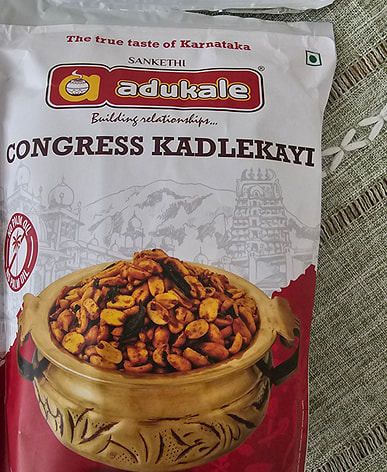 The true taste of Karnataka
SANKETHI
adukale®
Building relationships...
CONGRESS KADLEKAYI